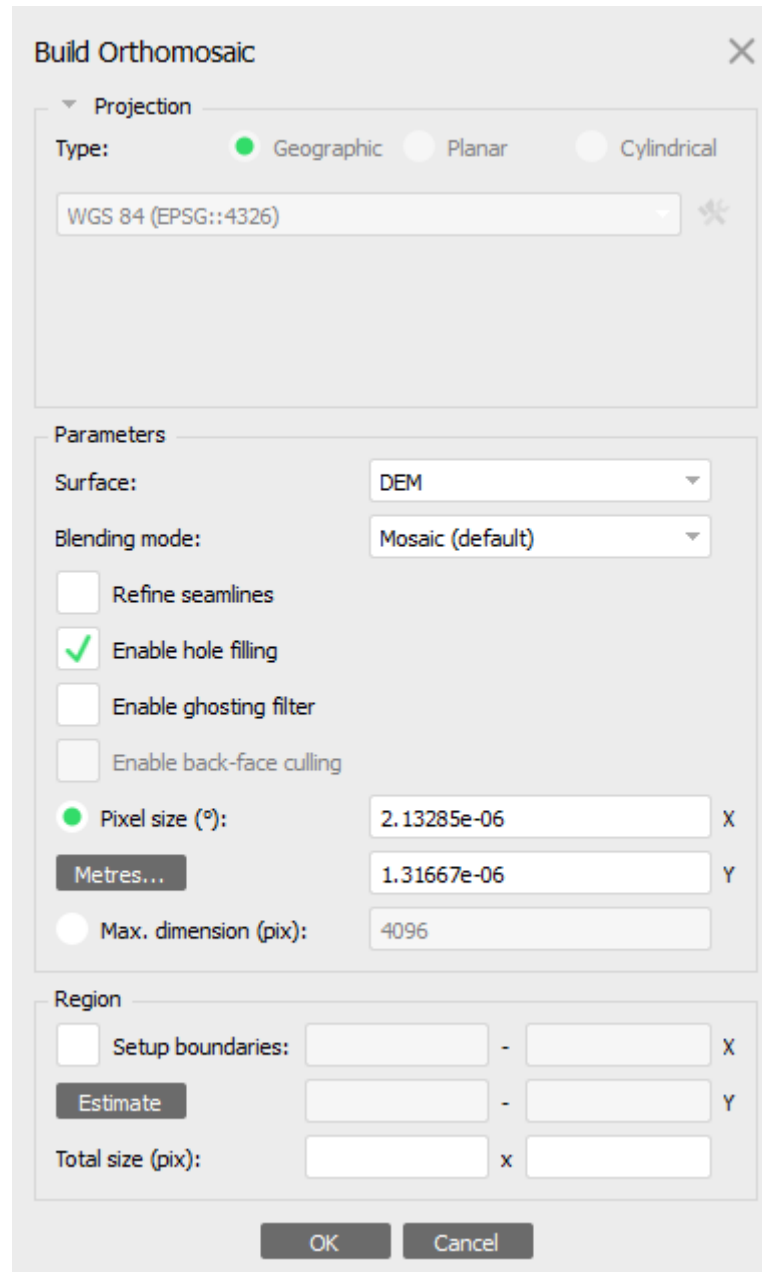 Build Orthomosaic
Projection
Type: Geographic Planar Cylindrical
WGS 84 (EPSG::4326)
Parameters
Surface: DEM
Blending mode: Mosaic (default)
Refine seamlines
Enable hole filling
Enable ghosting filter
Enable back-face culling
Pixel size (°): 2.13285e-06 X
Metres... 1.31667e-06 Y
Max. dimension (pix): 4096
Region
Setup boundaries: - X
Estimate - Y
Total size (pix): x
OK Cancel